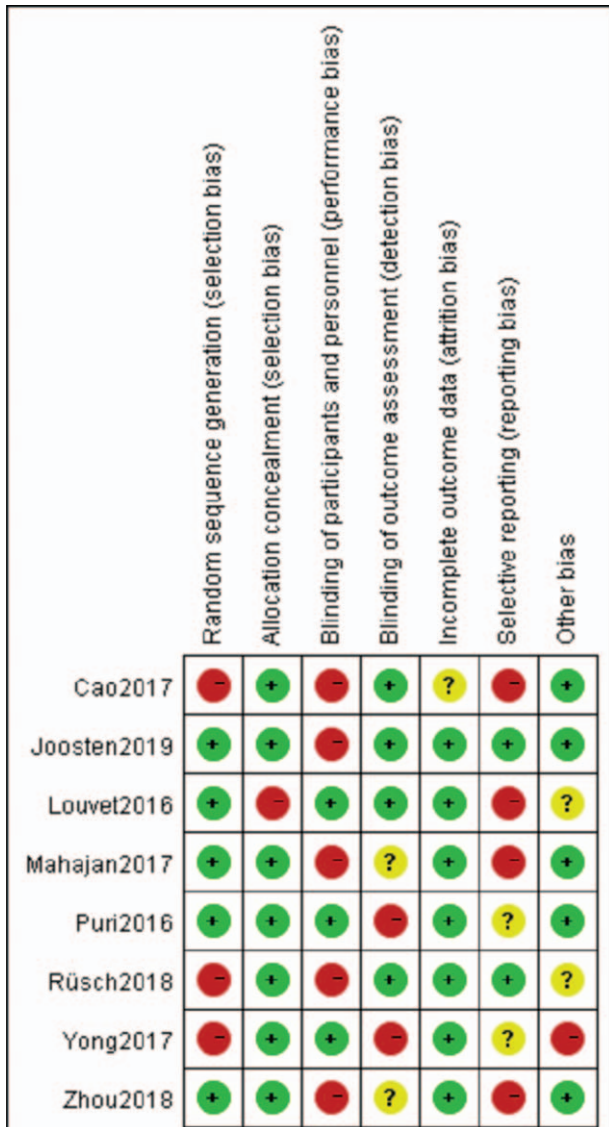 Random sequence generation (selection bias)
Allocation concealment (selection bias)
Blinding of participants and personnel (performance bias)
Blinding of outcome assessment (detection bias)
Incomplete outcome data (attrition bias)
Selective reporting (reporting bias)
Other bias
Cao2017 - + - + ? - +
Joosten2019 + + - + + + +
Louvet2016 + - + + + - ?
Mahajan2017 + + - ? + - +
Puri2016 + + + - + ? +
Rüsch2018 - + - + + + ?
Yong2017 - + + - + ? -
Zhou2018 + + - ? + - +